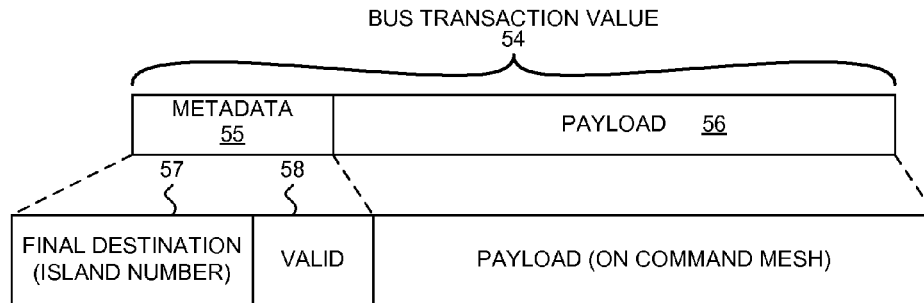 BUS TRANSACTION VALUE
54
METADATA
55
PAYLOAD 56
57
58
FINAL DESTINATION
(ISLAND NUMBER)
VALID
PAYLOAD (ON COMMAND MESH)